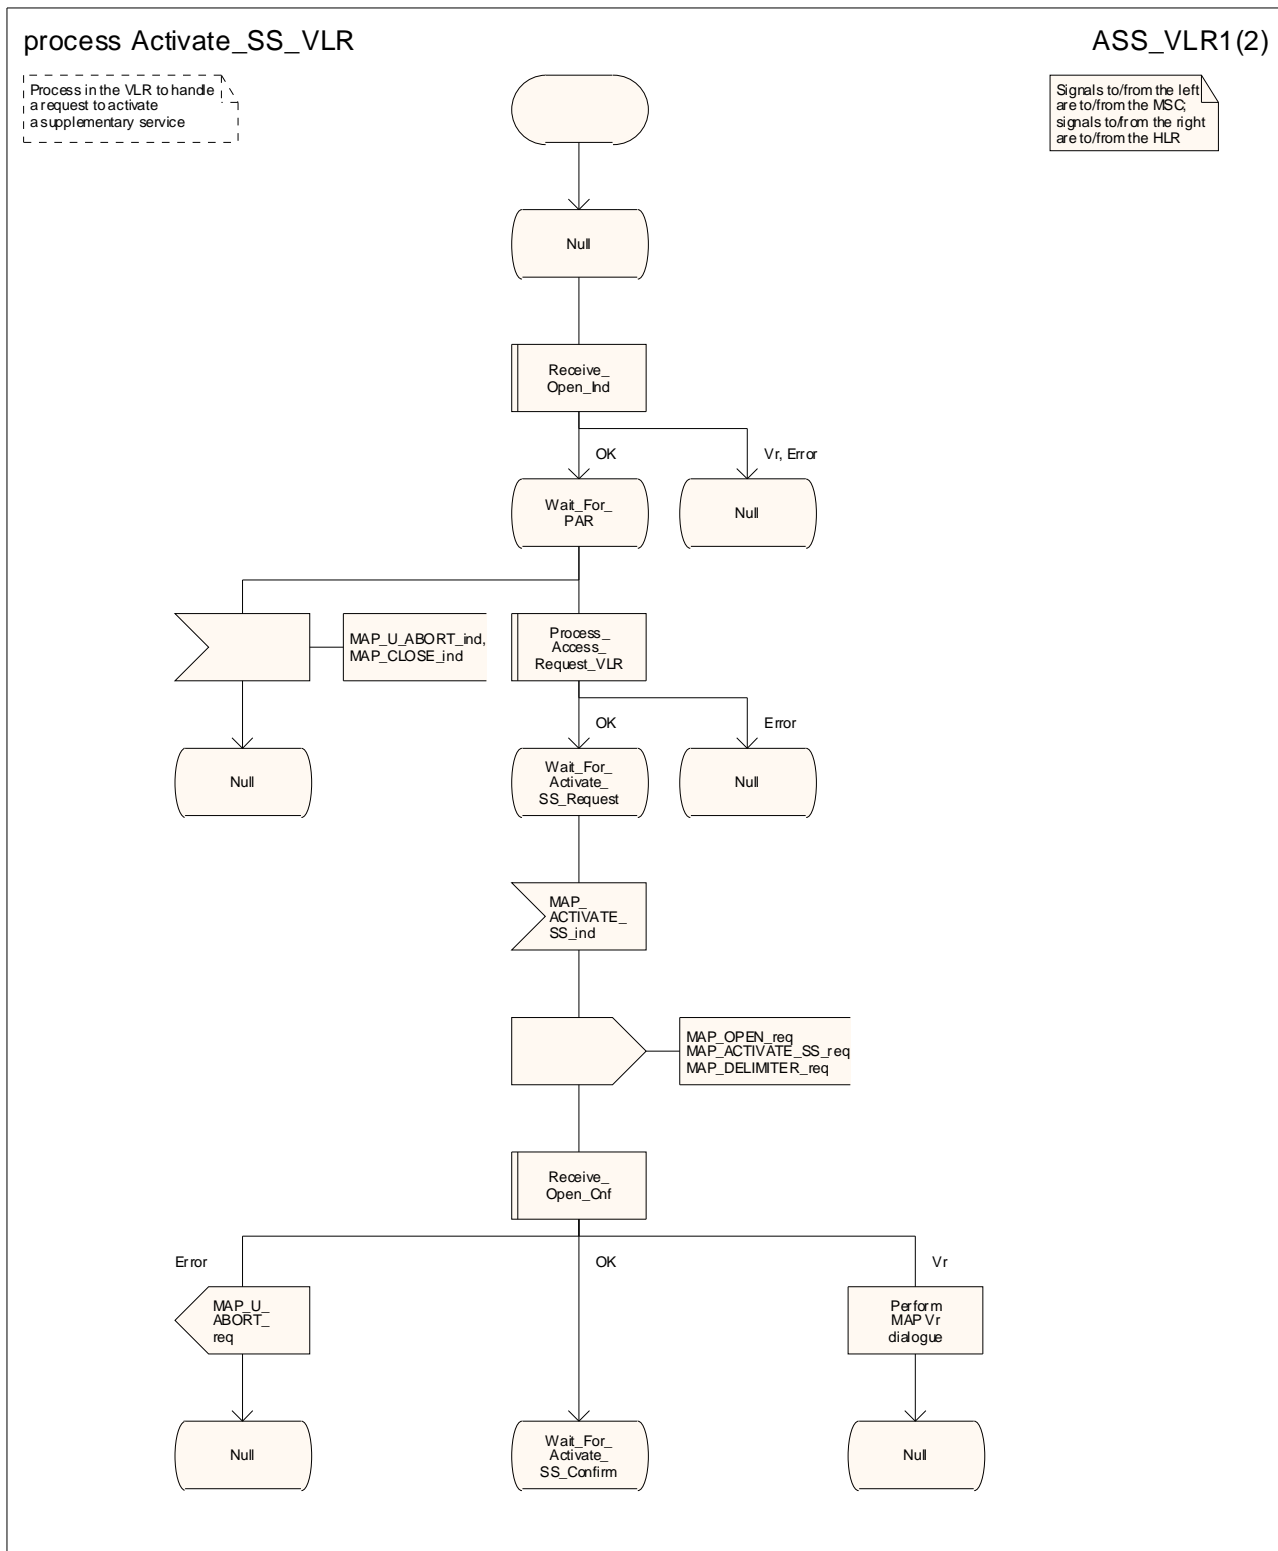 process Activate_SS_VLR
ASS_VLR1(2)
Process in the VLR to handle
a request to activate
a supplementary service
Signals to/from the left
are to/from the MSC;
signals to/from the right
are to/from the HLR
Null
Receive_
Open_Ind
OK
Vr, Error
Wait_For_
PAR
Null
MAP_U_ABORT_ind,
MAP_CLOSE_ind
Process_
Access_
Request_VLR
OK
Error
Null
Wait_For_
Activate_
SS_Request
Null
MAP_
ACTIVATE_
SS_ind
MAP_OPEN_req
MAP_ACTIVATE_SS_req
MAP_DELIMITER_req
Receive_
Open_Cnf
Error
OK
Vr
MAP_U_
ABORT_
req
Perform
MAP Vr
dialogue
Null
Wait_For_
Activate_
SS_Confirm
Null